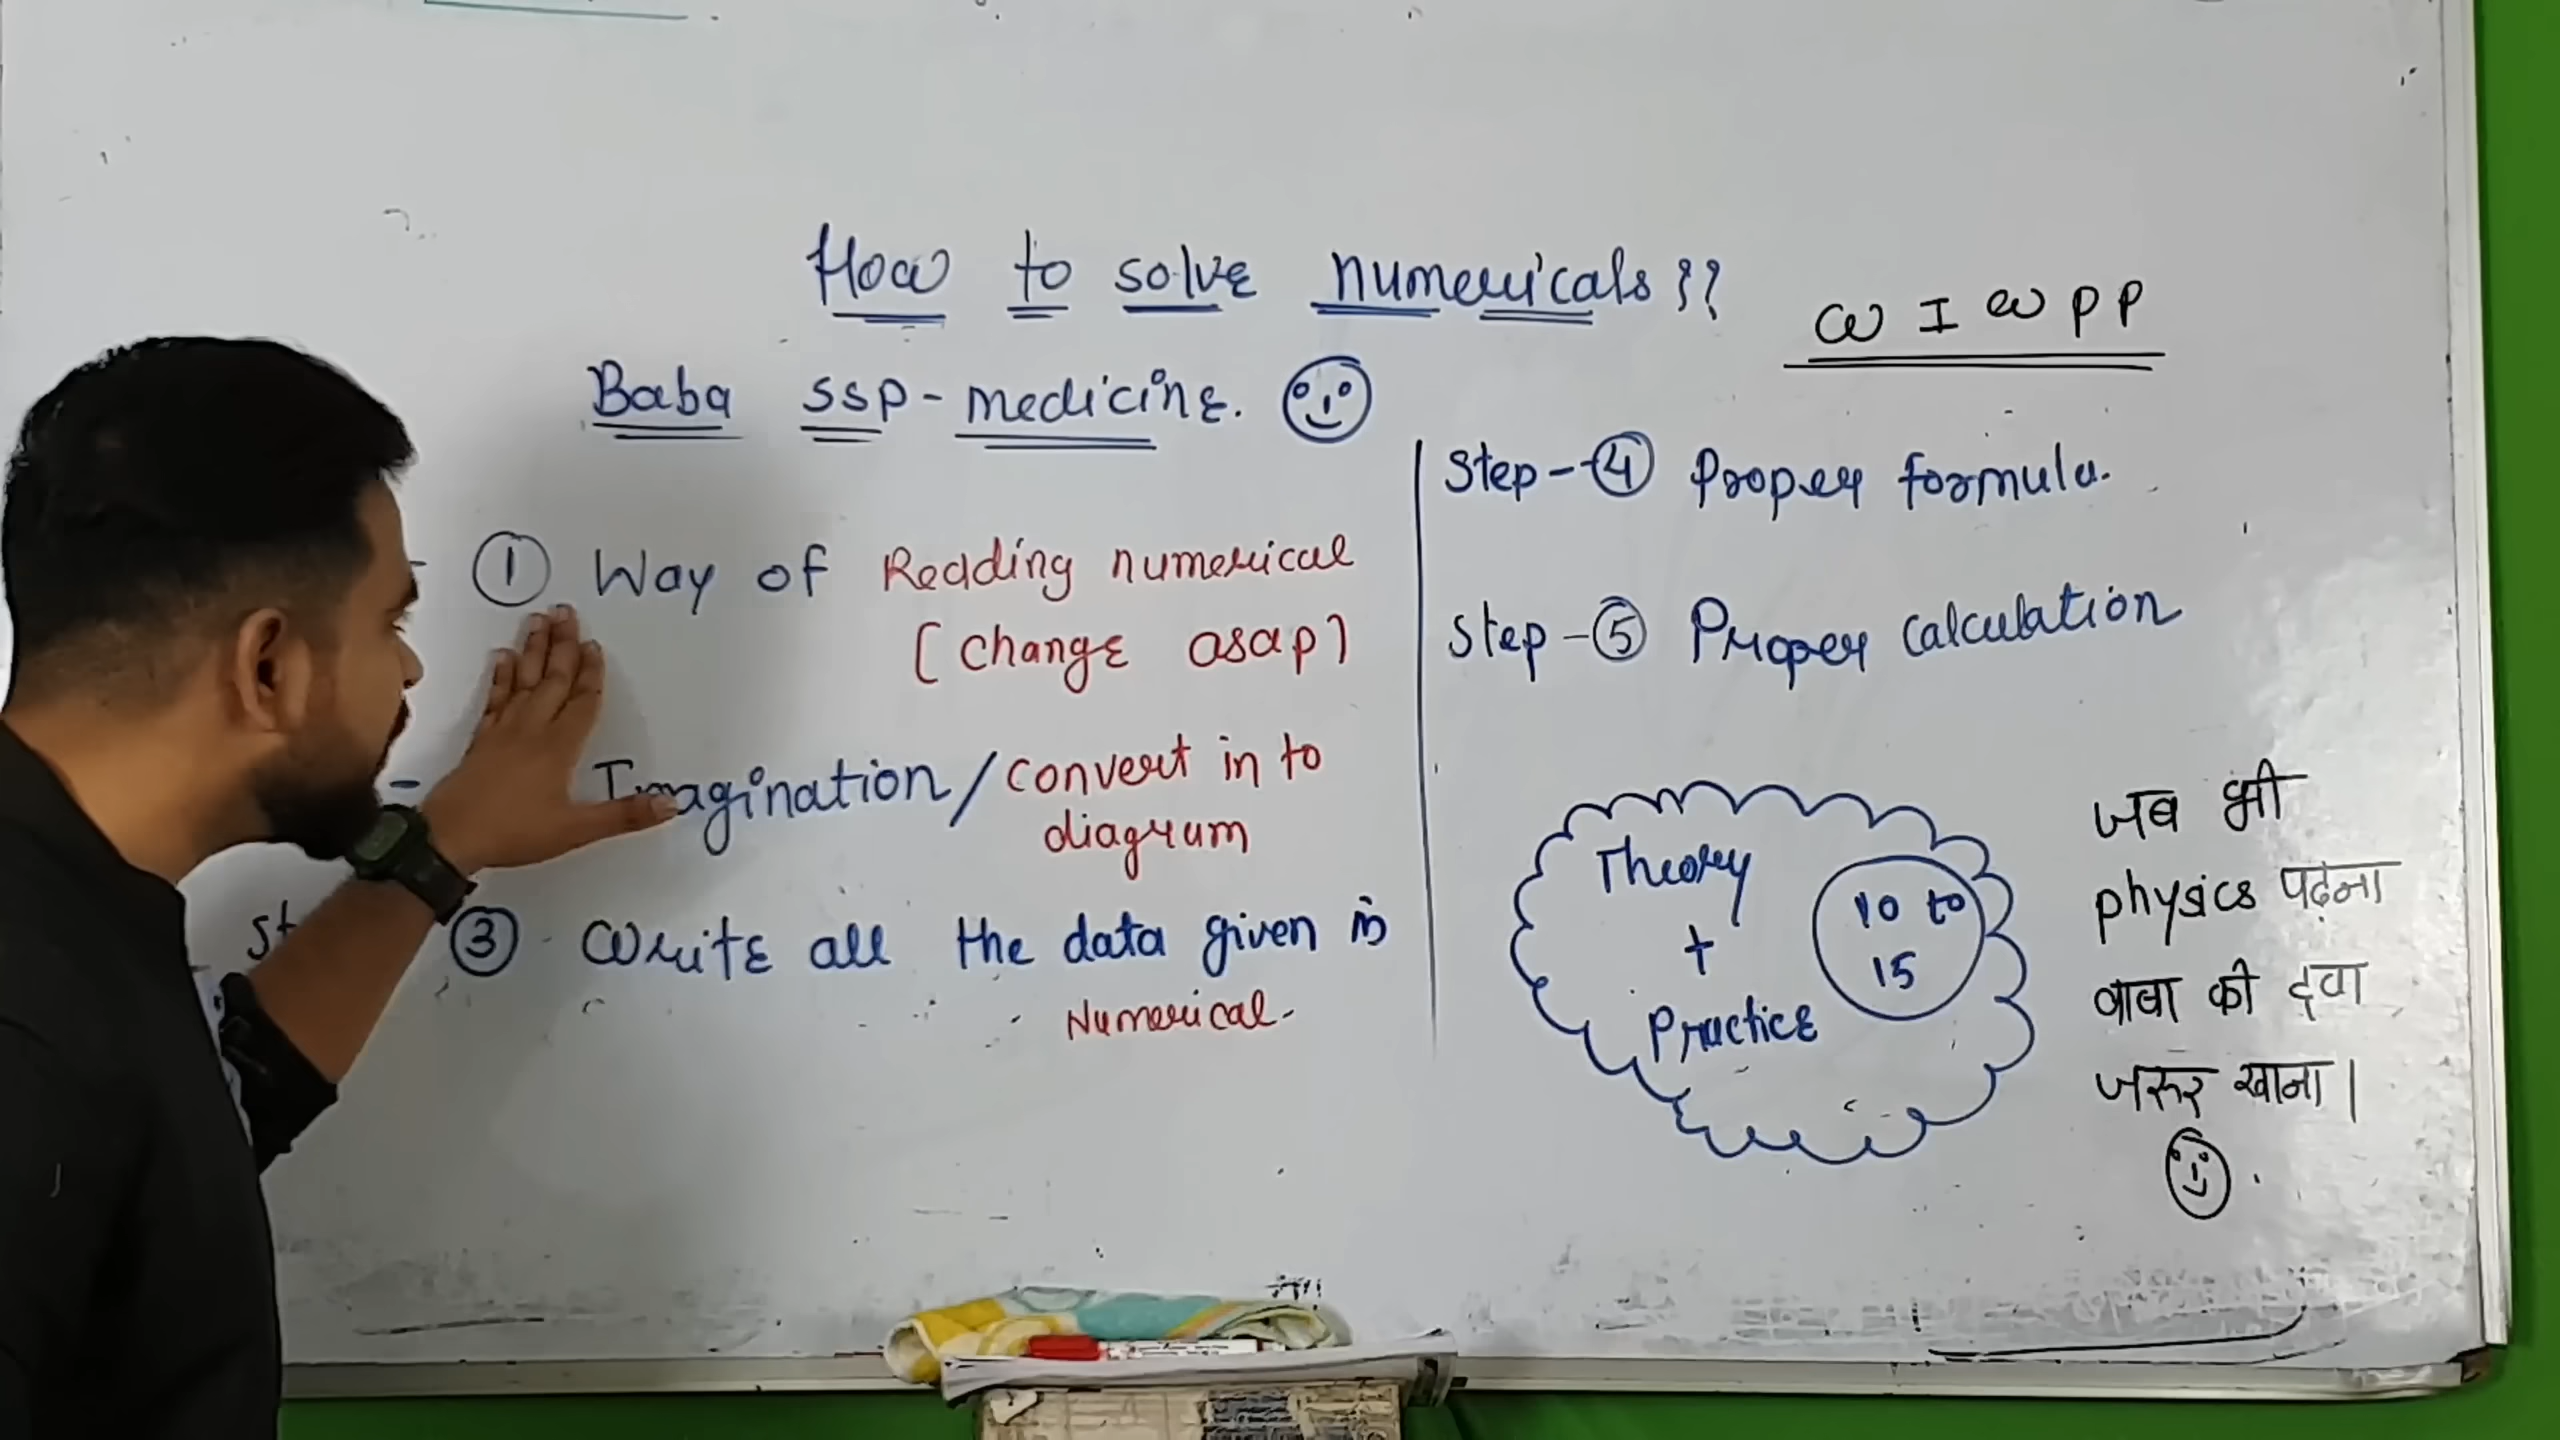 How to solve numericals ??
W I W P P
Baba SSP - medicine.
① Way of Reading numerical
[change asap]
Imagination / convert in to
diagram
③ Write all the data given in
Numerical.
Step - ④ Proper formula.
Step - ⑤ Proper calculation
Theory
+
Practice
10 to
15
जब भी
physics पढ़ना
बाबा की दवा
जरूर खाना।